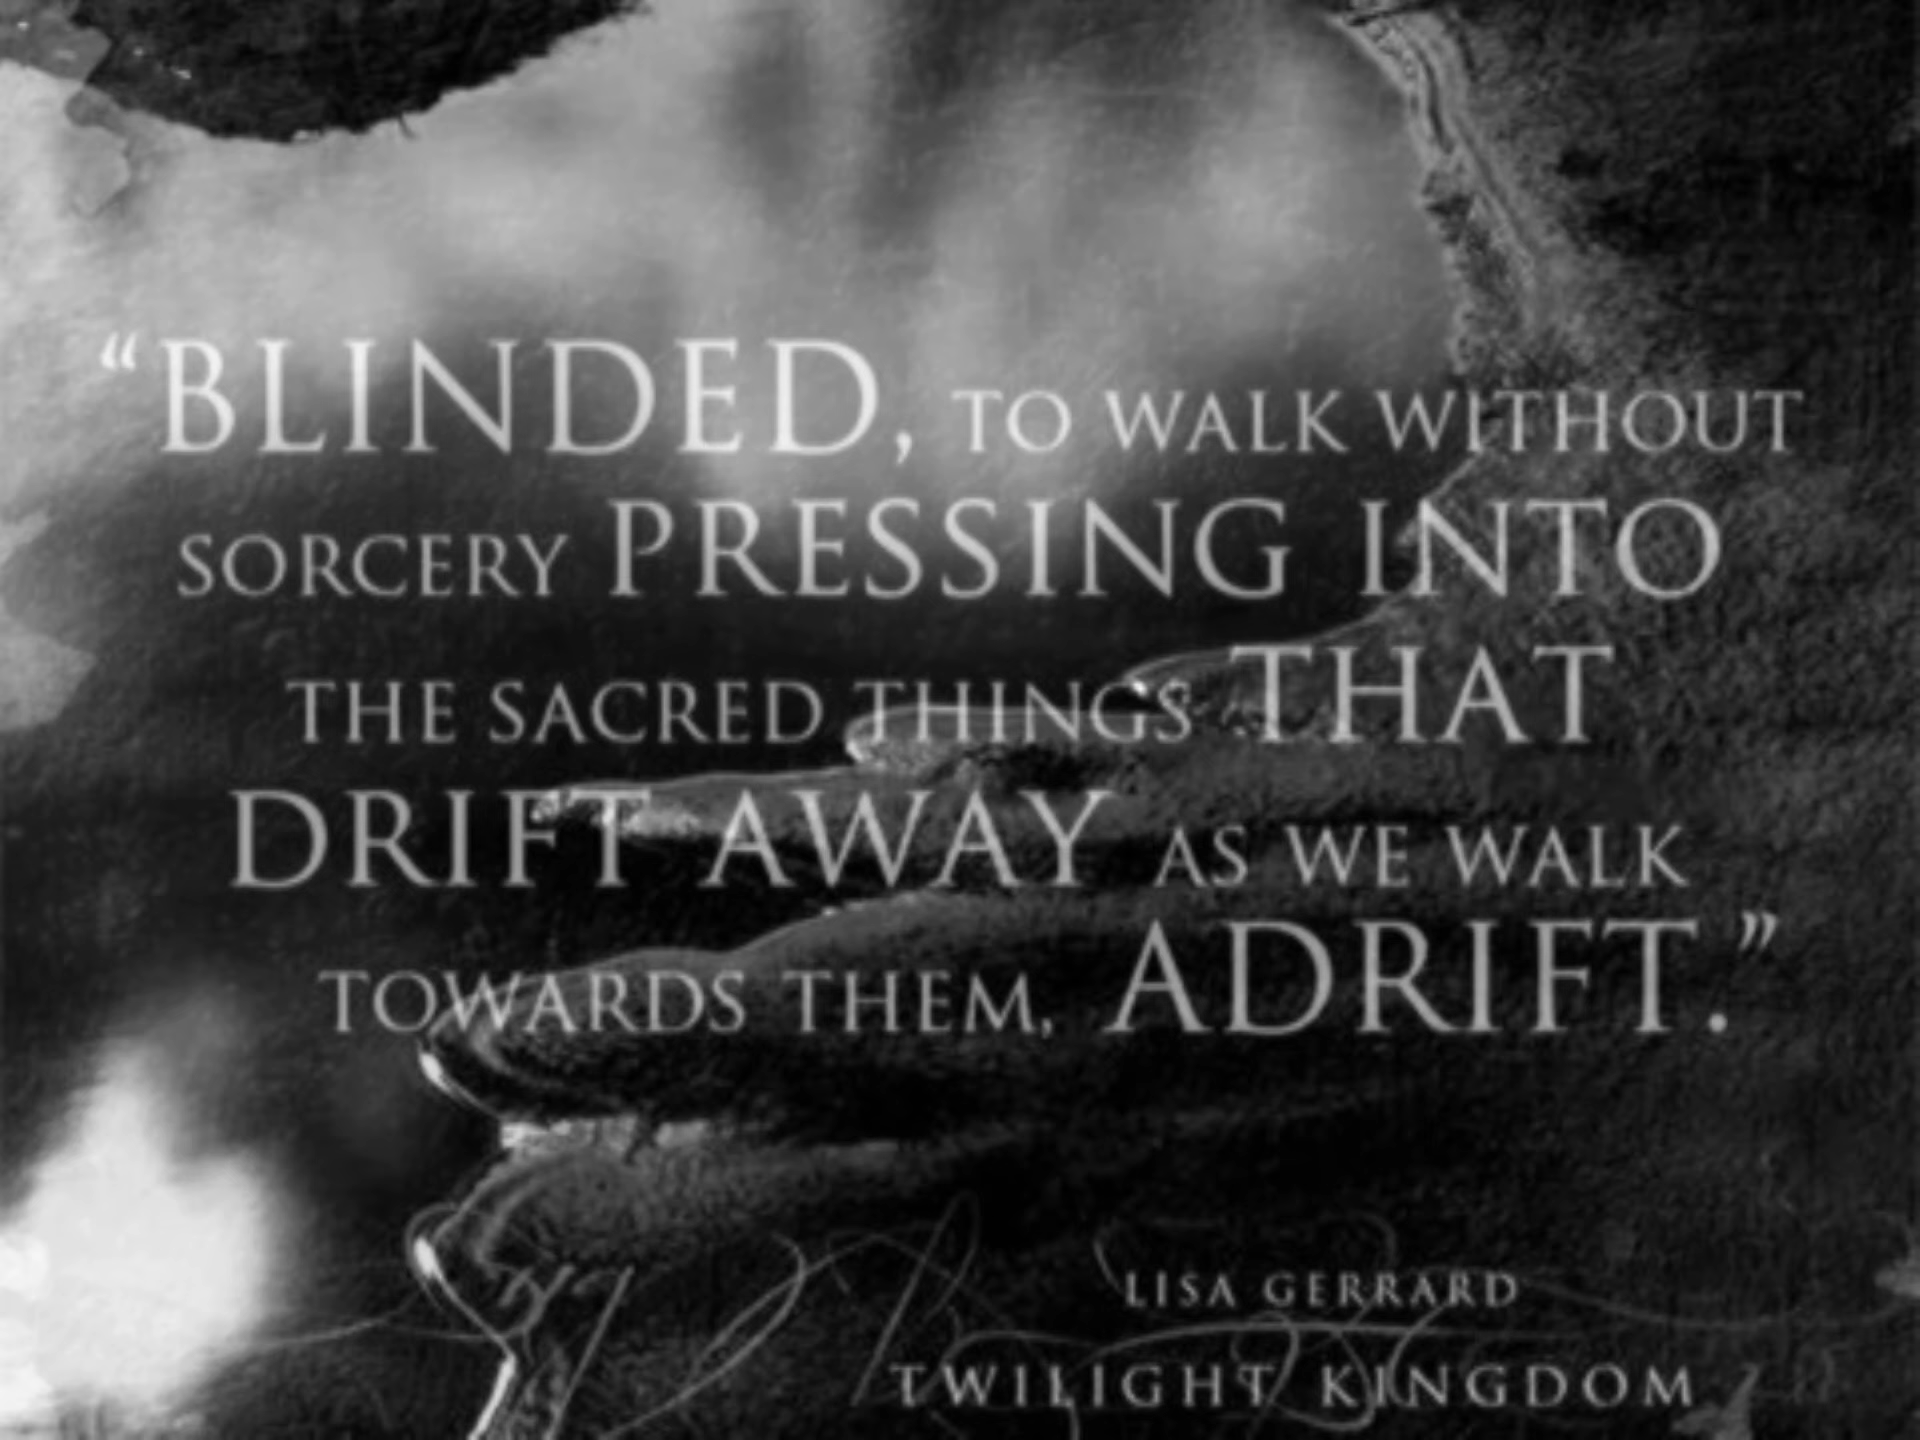 “BLINDED, TO WALK WITHOUT
SORCERY PRESSING INTO
THE SACRED THINGS THAT
DRIFT AWAY AS WE WALK
TOWARDS THEM, ADRIFT.”
LISA GERRARD
TWILIGHT KINGDOM